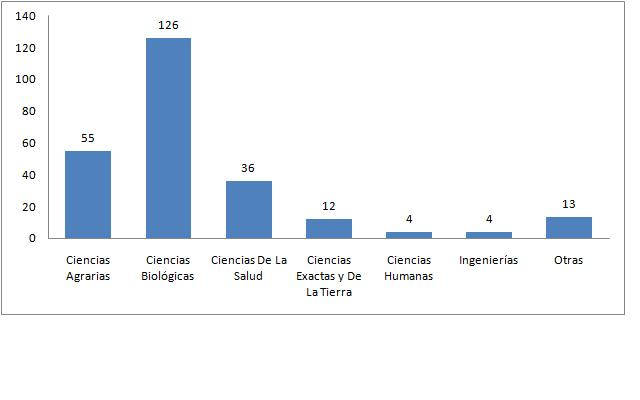 140
120
100
80
60
40
20
0
55
126
36
12
4
4
13
Ciencias
Agrarias
Ciencias
Biológicas
Ciencias De La
Salud
Ciencias
Exactas y De
La Tierra
Ciencias
Humanas
Ingenierías
Otras